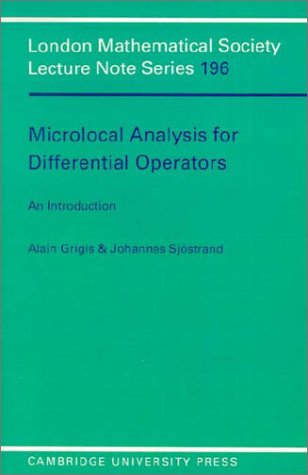 London Mathematical Society
Lecture Note Series 196
Microlocal Analysis for
Differential Operators
An Introduction
Alain Grigis & Johannes Sjöstrand
CAMBRIDGE UNIVERSITY PRESS